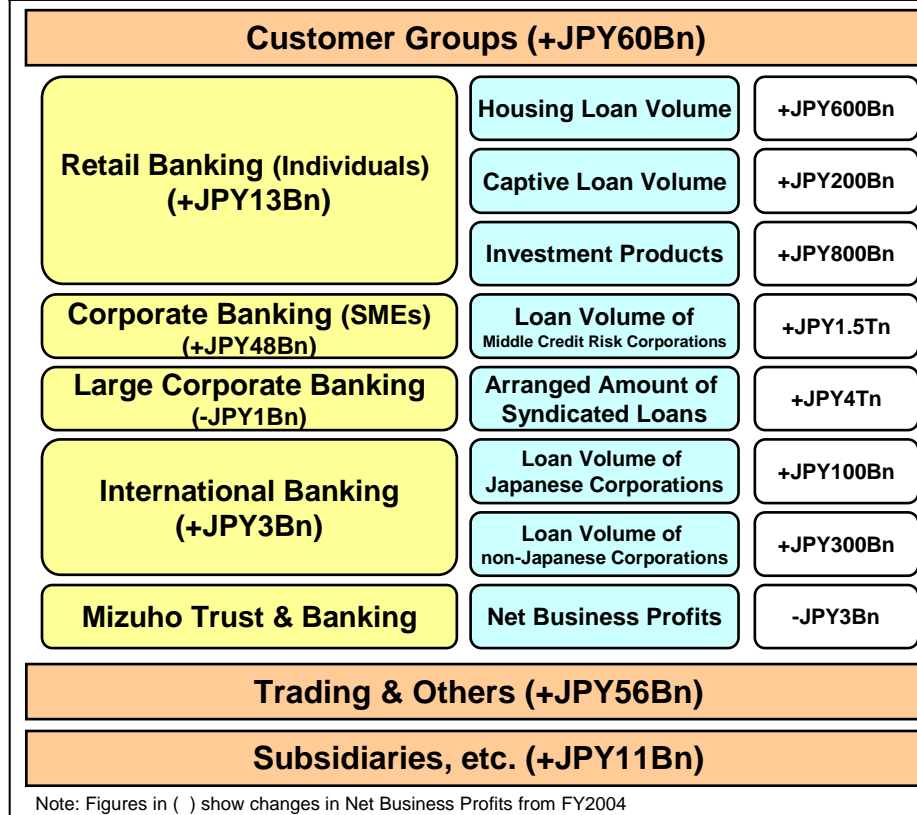 Customer Groups (+JPY60Bn)
Retail Banking (Individuals)
(+JPY13Bn)
Housing Loan Volume
+JPY600Bn
Captive Loan Volume
+JPY200Bn
Investment Products
+JPY800Bn
Corporate Banking (SMEs)
(+JPY48Bn)
Loan Volume of
Middle Credit Risk Corporations
+JPY1.5Tn
Large Corporate Banking
(-JPY1Bn)
Arranged Amount of
Syndicated Loans
+JPY4Tn
International Banking
(+JPY3Bn)
Loan Volume of
Japanese Corporations
+JPY100Bn
Loan Volume of
non-Japanese Corporations
+JPY300Bn
Mizuho Trust & Banking
Net Business Profits
-JPY3Bn
Trading & Others (+JPY56Bn)
Subsidiaries, etc. (+JPY11Bn)
Note: Figures in ( ) show changes in Net Business Profits from FY2004